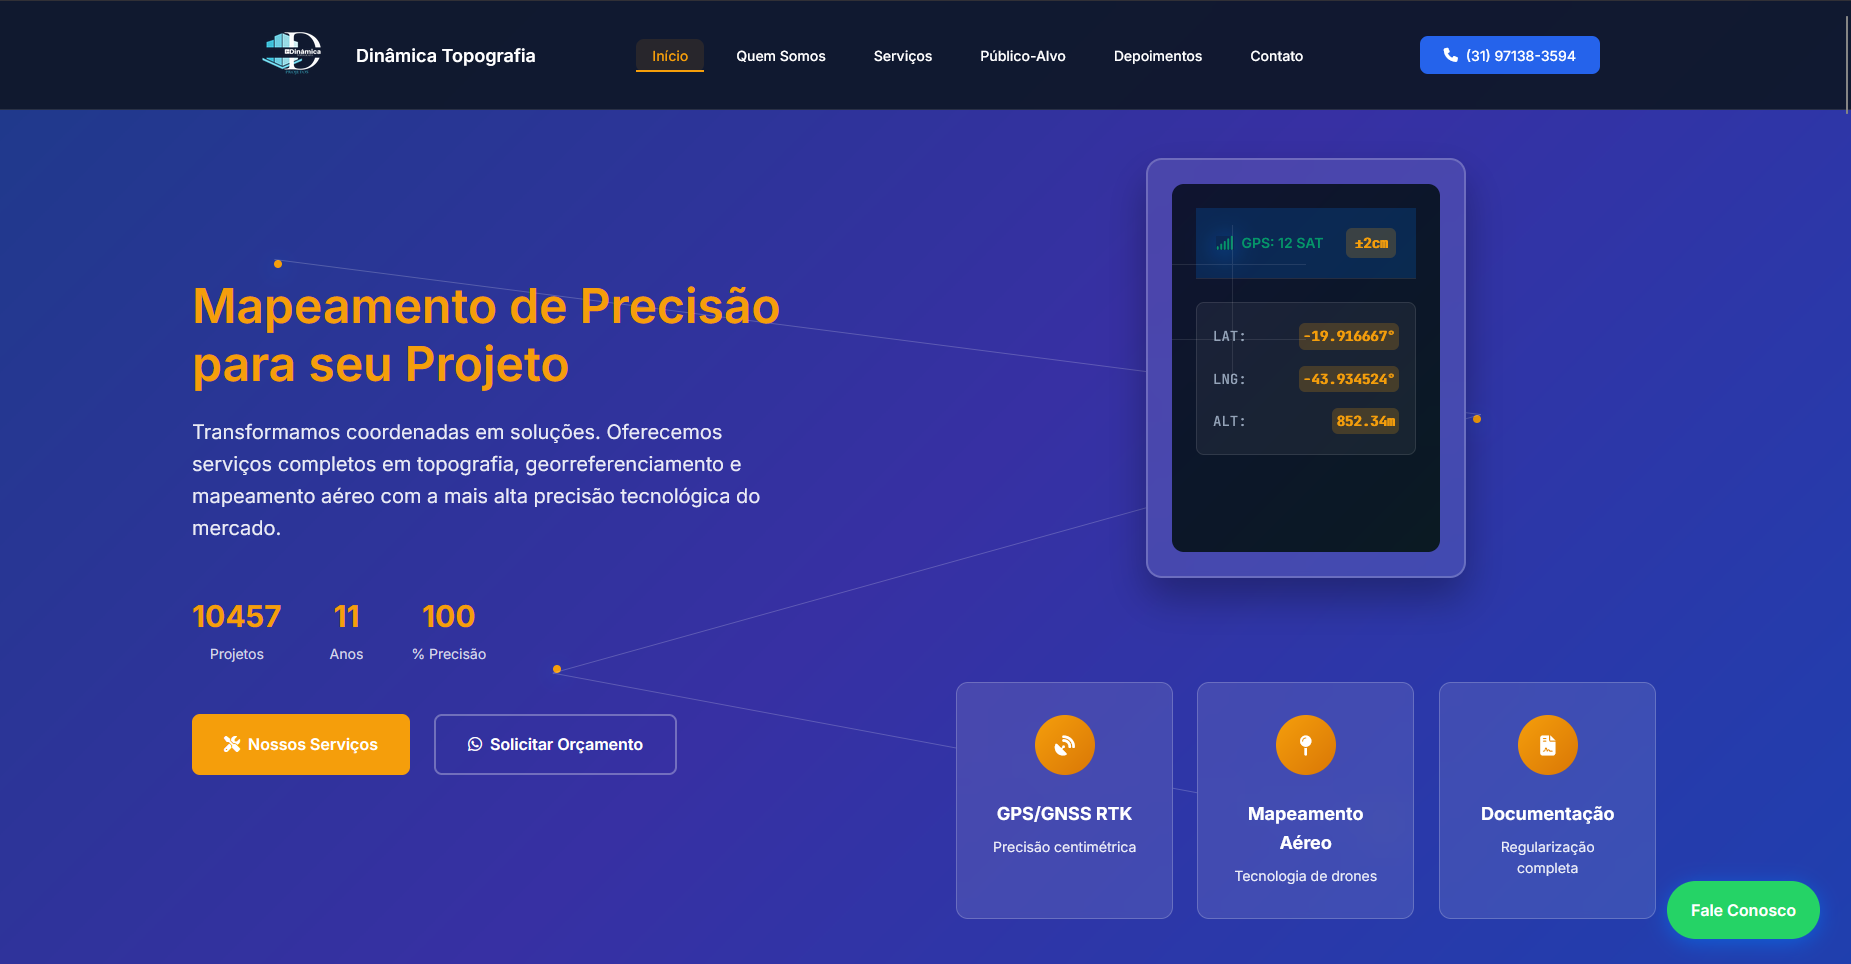 Dinâmica
Dinâmica Topografia
Início
Quem Somos
Serviços
Público-Alvo
Depoimentos
Contato
(31) 97138-3594
Mapeamento de Precisão
para seu Projeto
Transformamos coordenadas em soluções. Oferecemos
serviços completos em topografia, georreferenciamento e
mapeamento aéreo com a mais alta precisão tecnológica do
mercado.
10457
Projetos
11
Anos
100
% Precisão
Nossos Serviços
Solicitar Orçamento
GPS: 12 SAT
±2cm
LAT: -19.916667°
LNG: -43.934524°
ALT: 852.34m
GPS/GNSS RTK
Precisão centimétrica
Mapeamento
Aéreo
Tecnologia de drones
Documentação
Regularização
completa
Fale Conosco